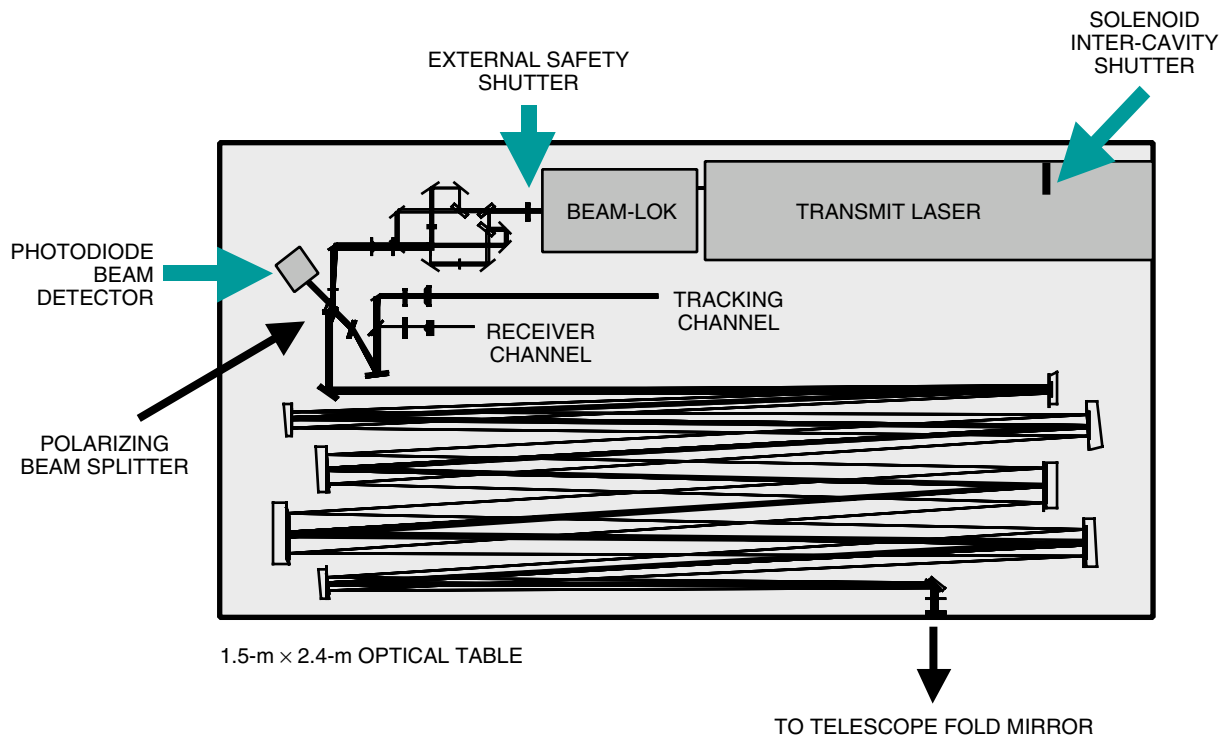 SOLENOID
INTER-CAVITY
SHUTTER
EXTERNAL SAFETY
SHUTTER
BEAM-LOK
TRANSMIT LASER
PHOTODIODE
BEAM
DETECTOR
TRACKING
CHANNEL
RECEIVER
CHANNEL
POLARIZING
BEAM SPLITTER
1.5-m × 2.4-m OPTICAL TABLE
TO TELESCOPE FOLD MIRROR